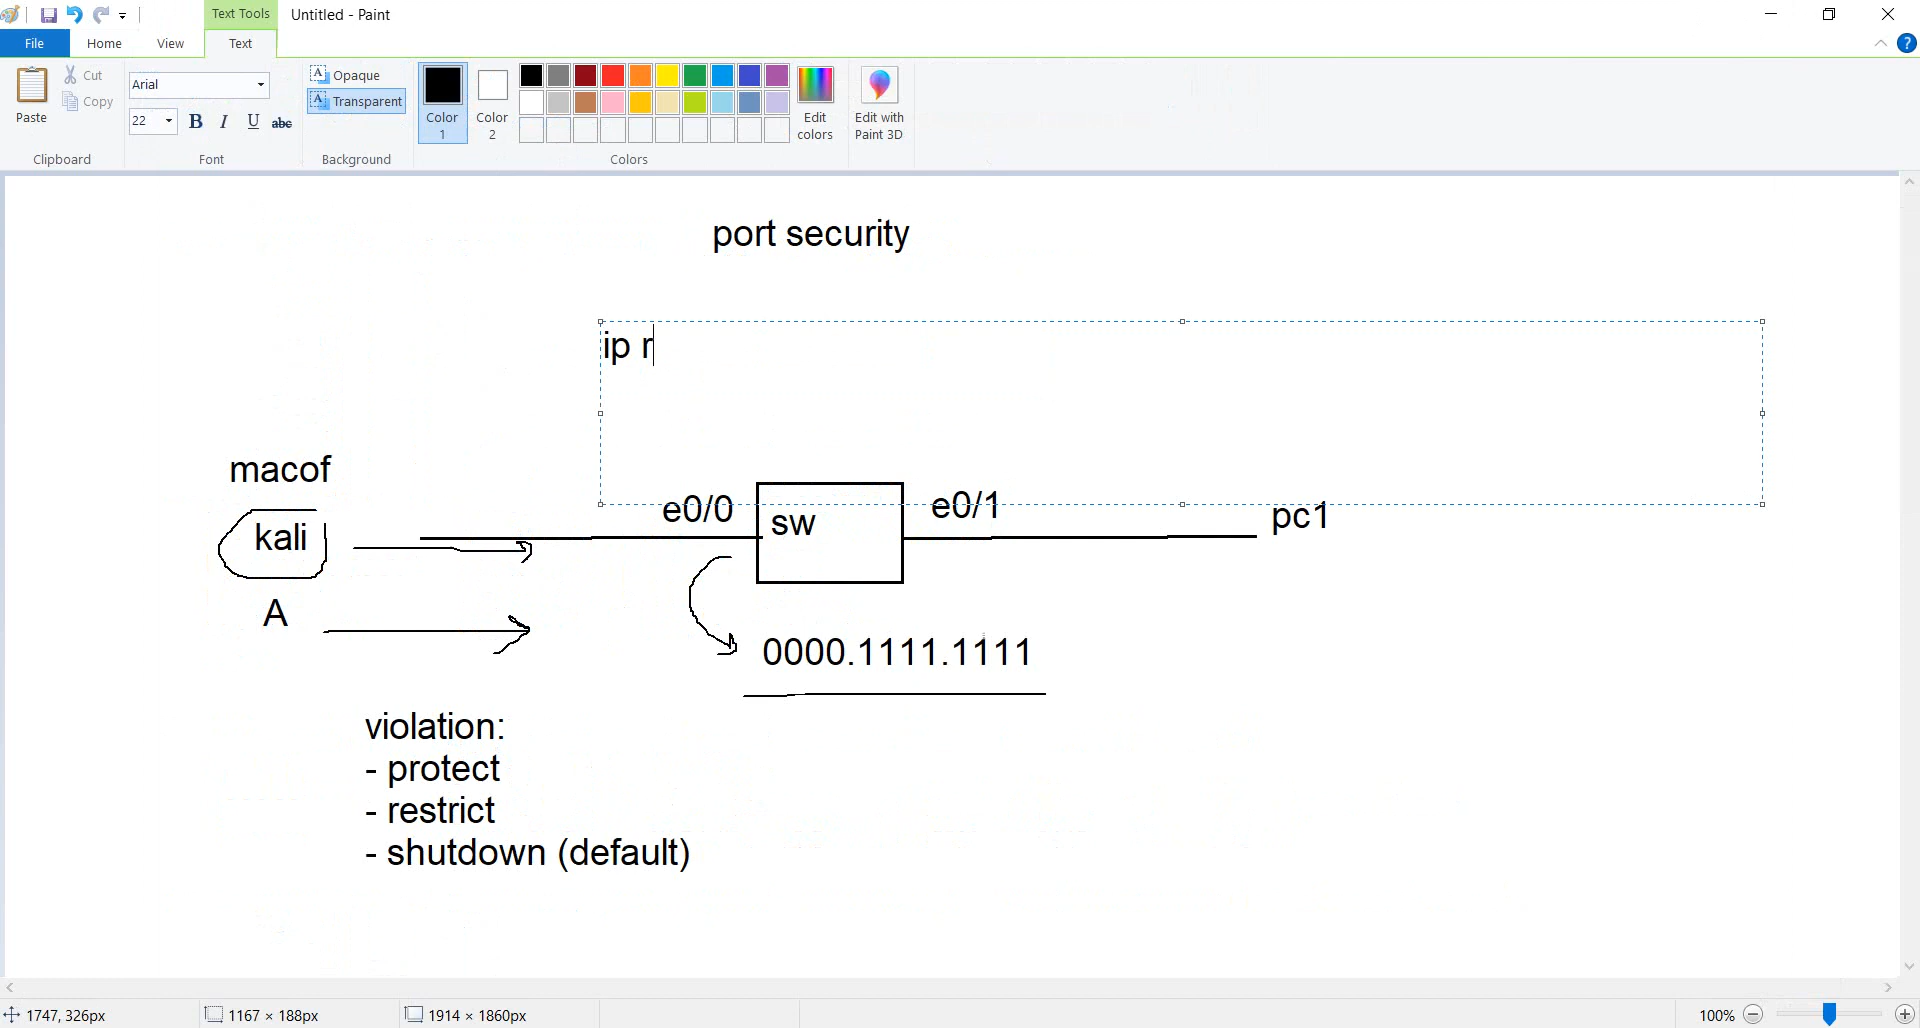 Untitled - Paint
Text Tools
File
Home
View
Text
Paste
Cut
Copy
Clipboard
Arial
22
B I U abc
Font
Opaque
Transparent
Background
Color 1
Color 2
Edit colors
Colors
Edit with Paint 3D
port security
ip r
macof
kali
A
e0/0
sw
e0/1
pc1
0000.1111.1111
violation:
- protect
- restrict
- shutdown (default)
1747, 326px
1167 × 188px
1914 × 1860px
100%